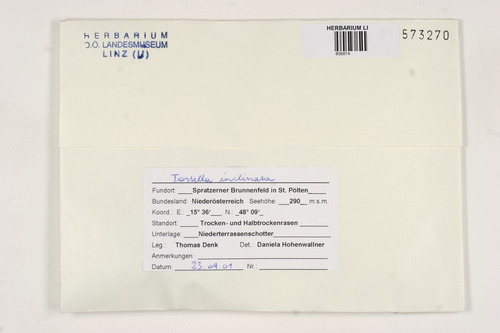 HERBARIUM
O.Ö. LANDESMUSEUM
LINZ (U)
HERBARIUM LI
856874
573270
Tortella inclinata
Fundort: Spratzerner Brunnenfeld in St. Pölten
Bundesland: Niederösterreich Seehöhe: 290 m.s.m.
Koord. E.: 15° 36' N.: 48° 09'
Standort: Trocken- und Halbtrockenrasen
Unterlage: Niederterrassenschotter
Leg.: Thomas Denk Det.: Daniela Hohenwallner
Anmerkungen:
Datum: 23.04.01 Nr.: